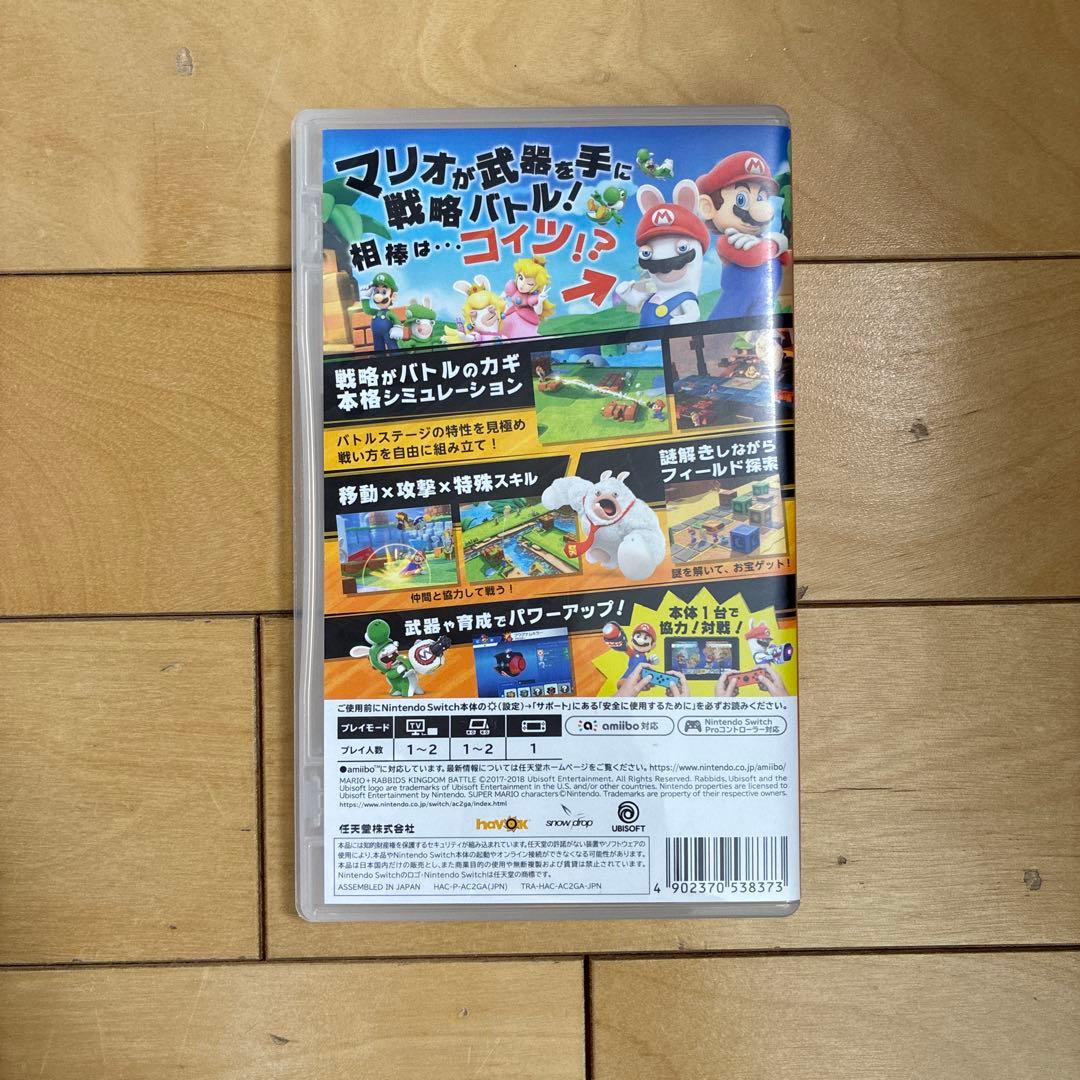 マリオが武器を手に
戦略バトル!
相棒は…コイツ!?
戦略がバトルのカギ
本格シミュレーション
バトルステージの特性を見極め
戦い方を自由に組み立て!
移動×攻撃×特殊スキル
仲間と協力して戦う!
謎解きしながら
フィールド探索
謎を解いて、お宝ゲット!
武器や育成でパワーアップ!
本体1台で
協力!対戦!
ご使用前にNintendo Switch本体の(設定)→「サポート」にある「安全に使用するために」を必ずお読みください。
プレイモード TV
プレイ人数 1～2 1～2 1
amiibo 対応
Nintendo Switch
Proコントローラー対応
●amiibo™に対応しています。最新情報については任天堂ホームページをご覧ください。https://www.nintendo.co.jp/amiibo/
MARIO+RABBIDS KINGDOM BATTLE ©2017-2018 Ubisoft Entertainment. All Rights Reserved. Rabbids, Ubisoft and the
Ubisoft logo are trademarks of Ubisoft Entertainment in the U.S. and/or other countries. Nintendo properties are licensed to
Ubisoft Entertainment by Nintendo. SUPER MARIO characters ©Nintendo. Trademarks are property of their respective owners.
https://www.nintendo.co.jp/switch/ac2ga/index.html
任天堂株式会社 havok snowdrop UBISOFT
本品には知的財産権を保護するセキュリティが組み込まれています。任天堂の許諾がない装置やソフトウェアの
使用により、本品やNintendo Switch本体の起動やオンライン接続ができなくなる可能性があります。
本品は日本国内だけの販売とし、また商業目的の使用や無断複製および賃貸は禁止されています。
Nintendo Switchのロゴ・Nintendo Switchは任天堂の商標です。
ASSEMBLED IN JAPAN HAC-P-AC2GA(JPN) TRA-HAC-AC2GA-JPN
4 902370 538373